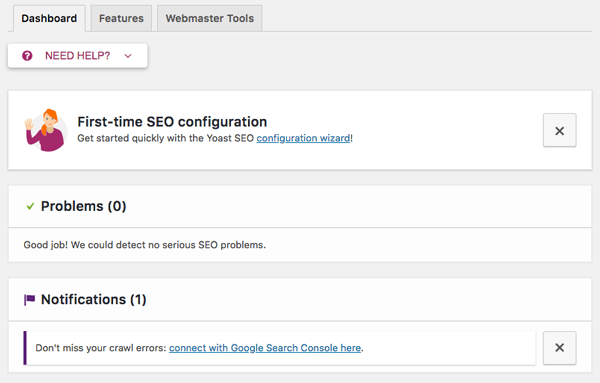 Dashboard Features Webmaster Tools
NEED HELP?
First-time SEO configuration
Get started quickly with the Yoast SEO configuration wizard!
Problems (0)
Good job! We could detect no serious SEO problems.
Notifications (1)
Don't miss your crawl errors: connect with Google Search Console here.